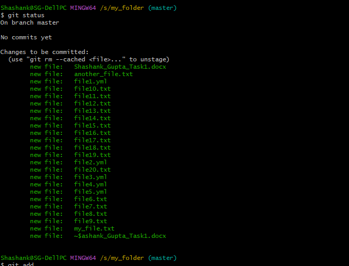 Shashank@SG-DellPC MINGW64 /s/my_folder (master)
$ git status
On branch master
No commits yet
Changes to be committed:
(use "git rm --cached <file>..." to unstage)
new file: Shashank_Gupta_Task1.docx
new file: another_file.txt
new file: file1.yml
new file: file10.txt
new file: file11.txt
new file: file12.txt
new file: file13.txt
new file: file14.txt
new file: file15.txt
new file: file16.txt
new file: file17.txt
new file: file18.txt
new file: file19.txt
new file: file2.yml
new file: file20.txt
new file: file3.yml
new file: file4.yml
new file: file5.yml
new file: file6.txt
new file: file7.txt
new file: file8.txt
new file: file9.txt
new file: my_file.txt
new file: ~$ashank_Gupta_Task1.docx
Shashank@SG-DellPC MINGW64 /s/my_folder (master)
$ git add